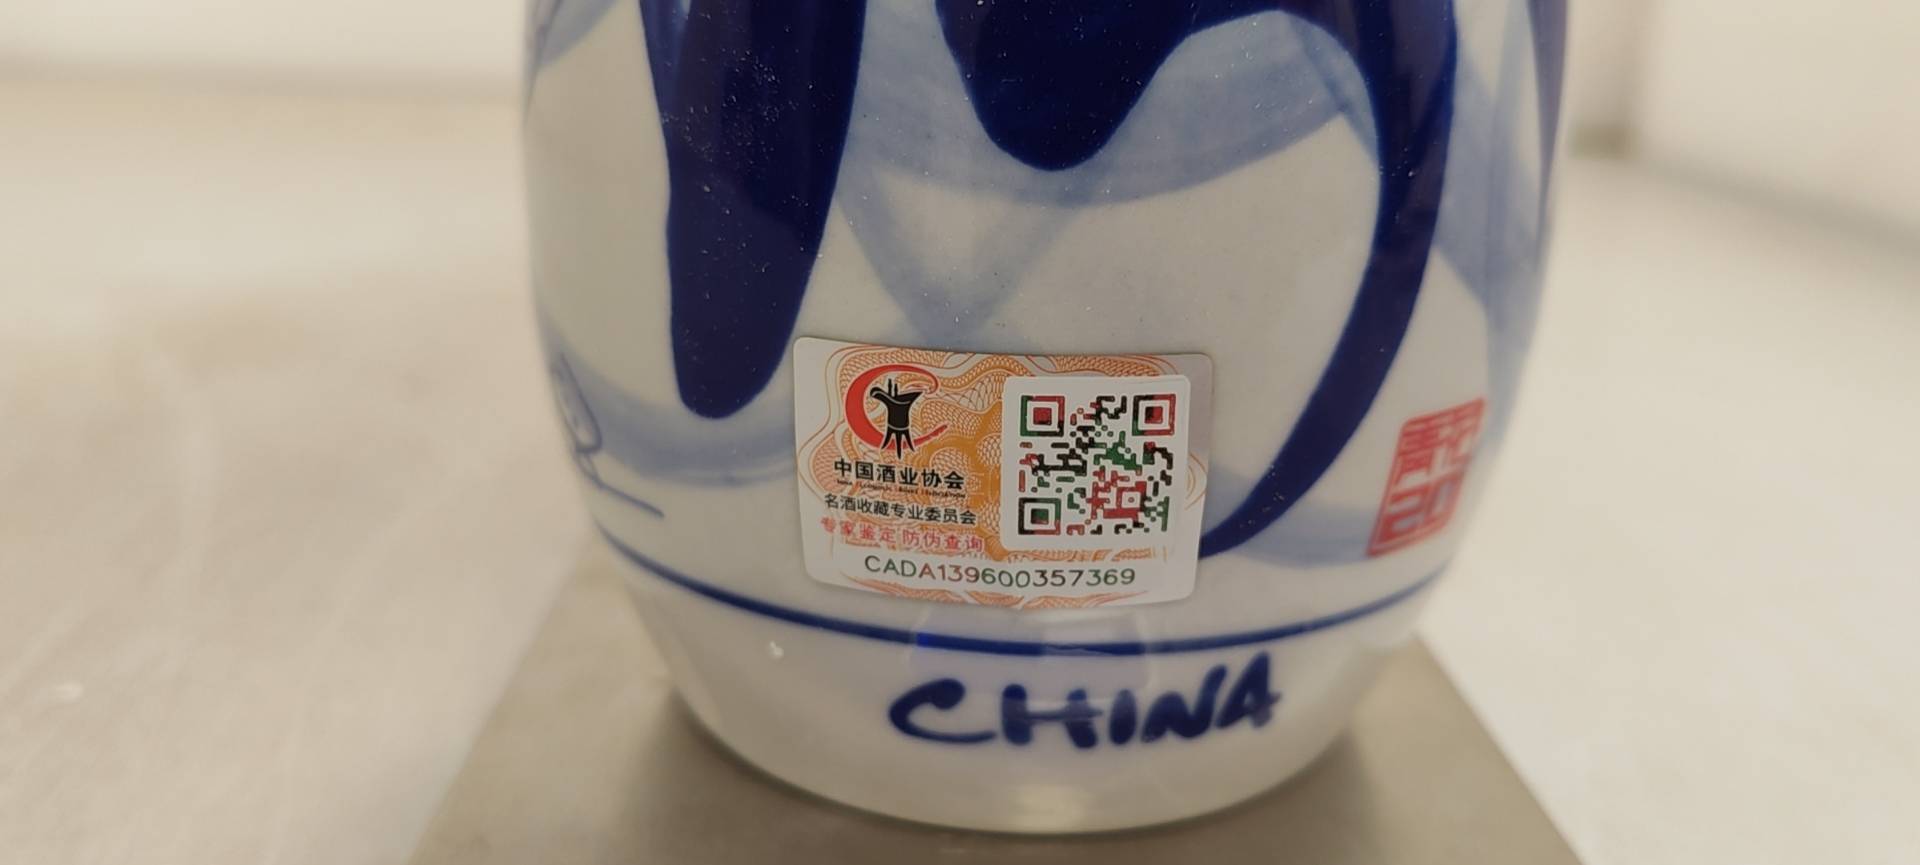 中国酒业协会
名酒收藏专业委员会
专家鉴定 防伪查询
CADA139600357369
CHINA